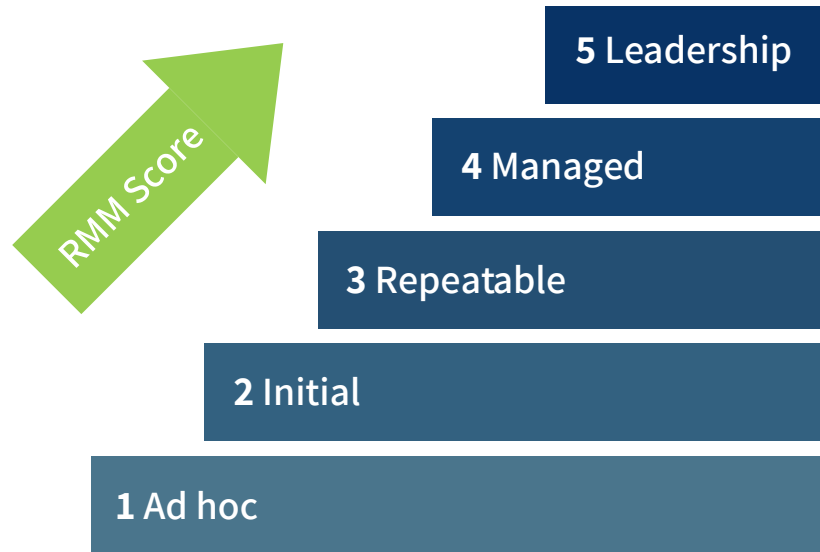 RMM Score
5 Leadership
4 Managed
3 Repeatable
2 Initial
1 Ad hoc